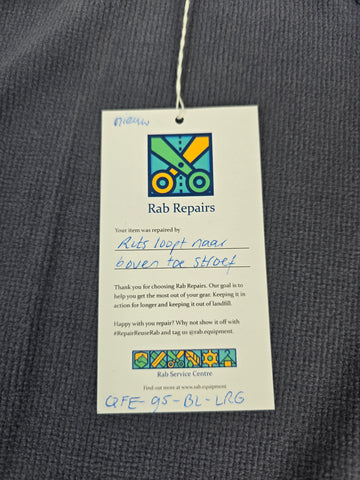 nieuw
Rab Repairs
Your item was repaired by
Rits loopt naar
boven toe stroef
Thank you for choosing Rab Repairs. Our goal is to
help you get the most out of your gear. Keeping it in
action for longer and keeping it out of landfill.
Happy with you repair? Why not show it off with
#RepairReuseRab and tag us @rab.equipment.
Rab Service Centre
Find out more at www.rab.equipment
QFE-95-BL-LRG